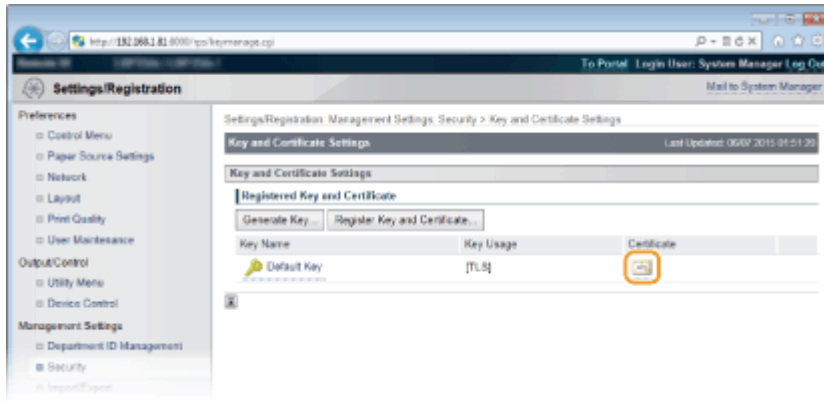 http://192.168.1.81:8000/rps/keymanage.cgi
To Portal Login User: System Manager Log Ou
Settings/Registration
Mail to System Manager
Preferences
Control Menu
Paper Source Settings
Network
Layout
Print Quality
User Maintenance
Output/Control
Utility Menu
Device Control
Management Settings
Department ID Management
Security
Import/Export
Settings/Registration: Management Settings: Security > Key and Certificate Settings
Key and Certificate Settings
Last Updated: 06/07 2015 01:51:20
Key and Certificate Settings
Registered Key and Certificate
Generate Key...
Register Key and Certificate...
Key Name
Key Usage
Certificate
Default Key
[TLS]